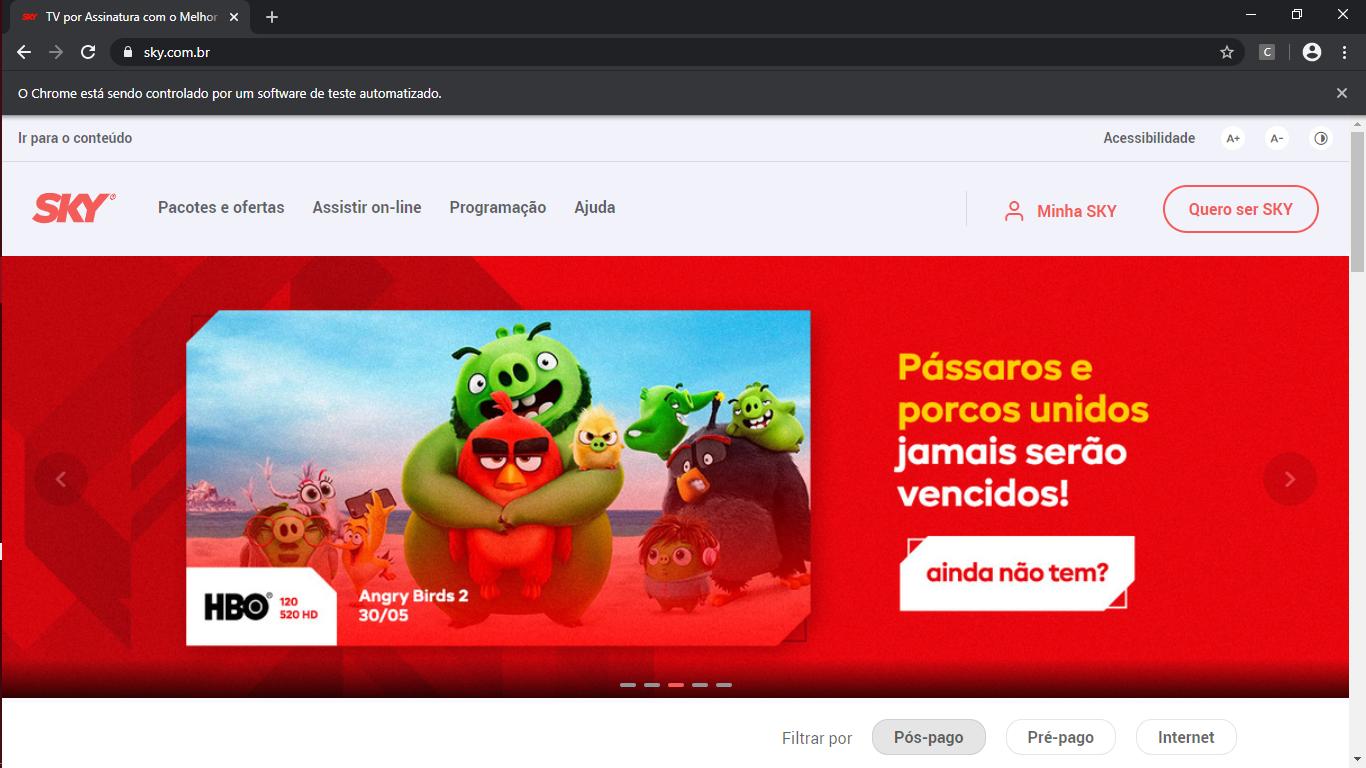 SKY TV por Assinatura com o Melhor
sky.com.br
C
O Chrome está sendo controlado por um software de teste automatizado.
Ir para o conteúdo
Acessibilidade A+ A-
SKY® Pacotes e ofertas Assistir on-line Programação Ajuda Minha SKY Quero ser SKY
Pássaros e
porcos unidos
jamais serão
vencidos!
ainda não tem?
HBO® 120
520 HD
Angry Birds 2
30/05
Filtrar por Pós-pago Pré-pago Internet